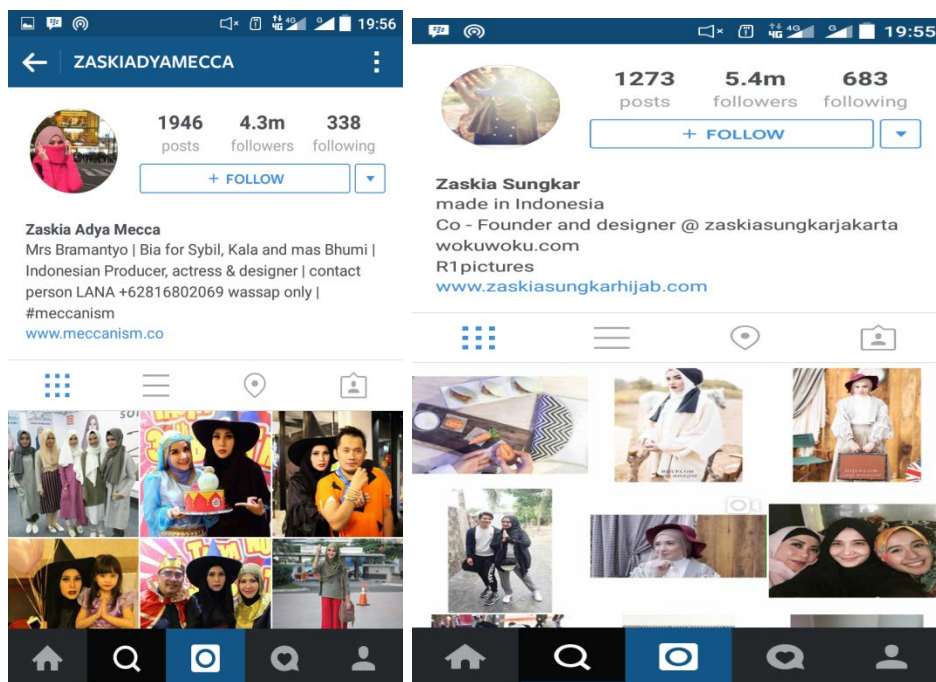 19:56
ZASKIADYAMECCA
1946 4.3m 338
posts followers following
+ FOLLOW
Zaskia Adya Mecca
Mrs Bramantyo | Bia for Sybil, Kala and mas Bhumi |
Indonesian Producer, actress & designer | contact
person LANA +62816802069 wassap only |
#meccanism
www.meccanism.co
4G 19:55
1273 5.4m 683
posts followers following
+ FOLLOW
Zaskia Sungkar
made in Indonesia
Co - Founder and designer @ zaskiasungkarjakarta
wokuwoku.com
R1pictures
www.zaskiasungkarhijab.com